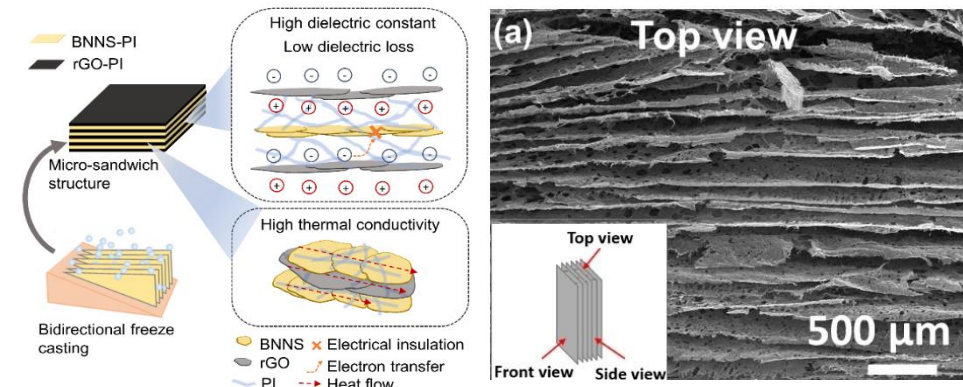 BNNS-PI
rGO-PI
Micro-sandwich
structure
Bidirectional freeze
casting
High dielectric constant
Low dielectric loss
High thermal conductivity
BNNS
Electrical insulation
rGO
Electron transfer
PI
Heat flow
(a)
Top view
Top view
Front view
Side view
500 μm